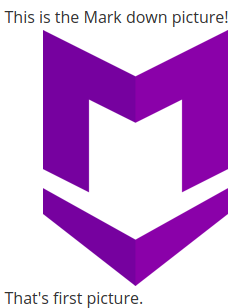 This is the Mark down picture!
That's first picture.